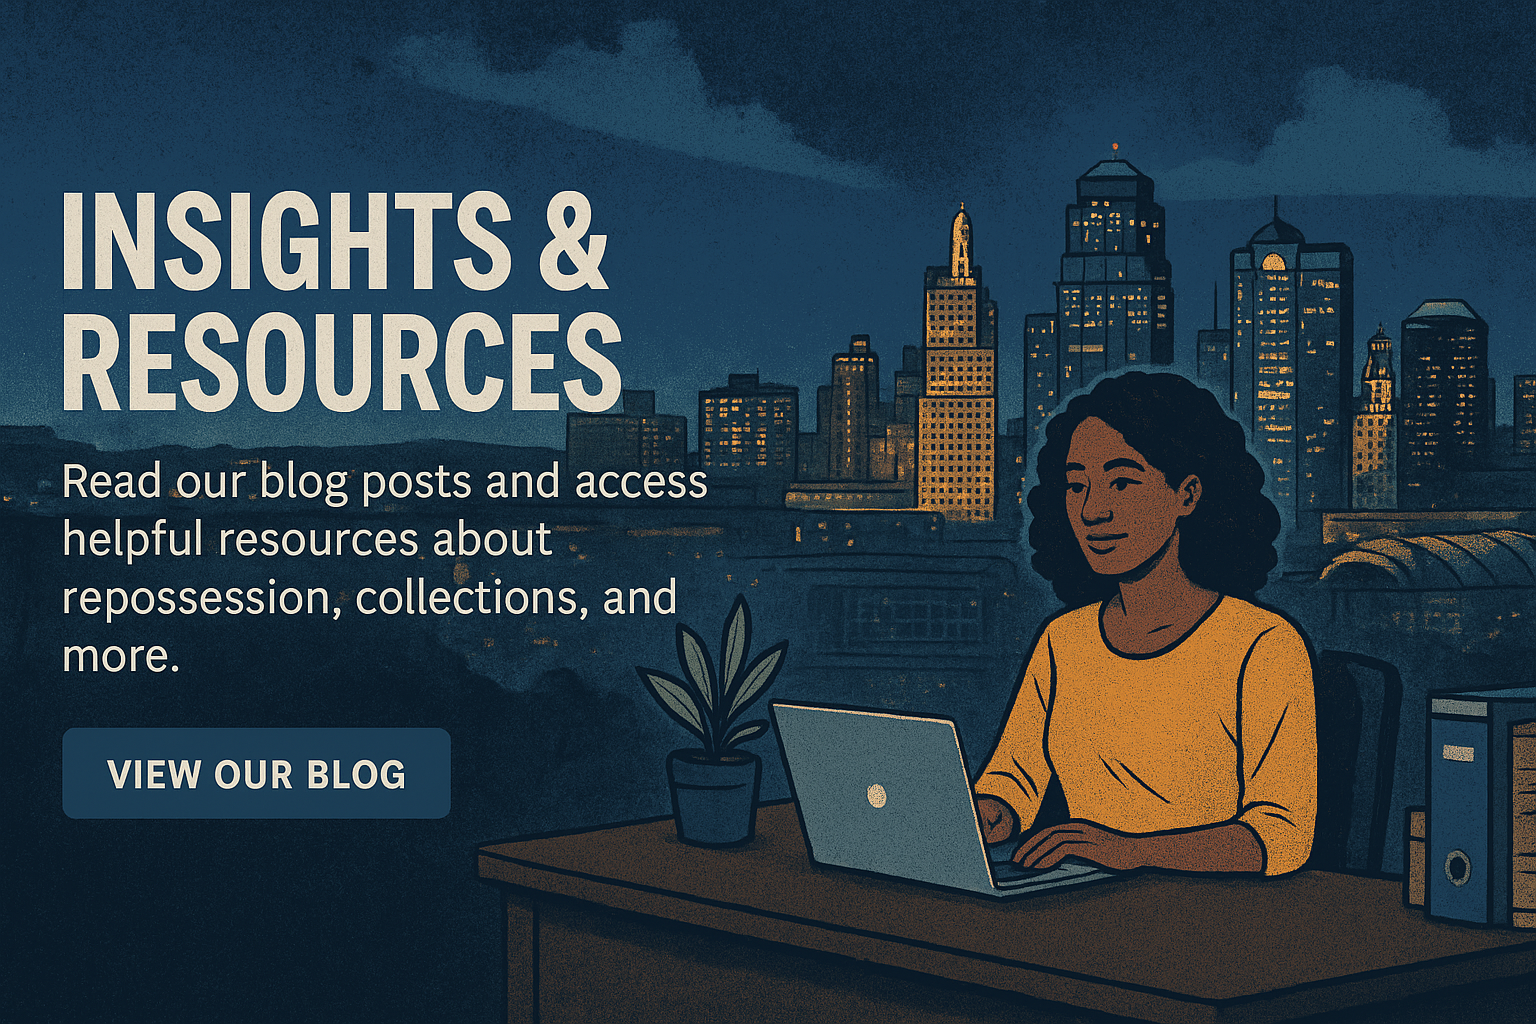 INSIGHTS &
RESOURCES
Read our blog posts and access
helpful resources about
repossession, collections, and
more.
VIEW OUR BLOG